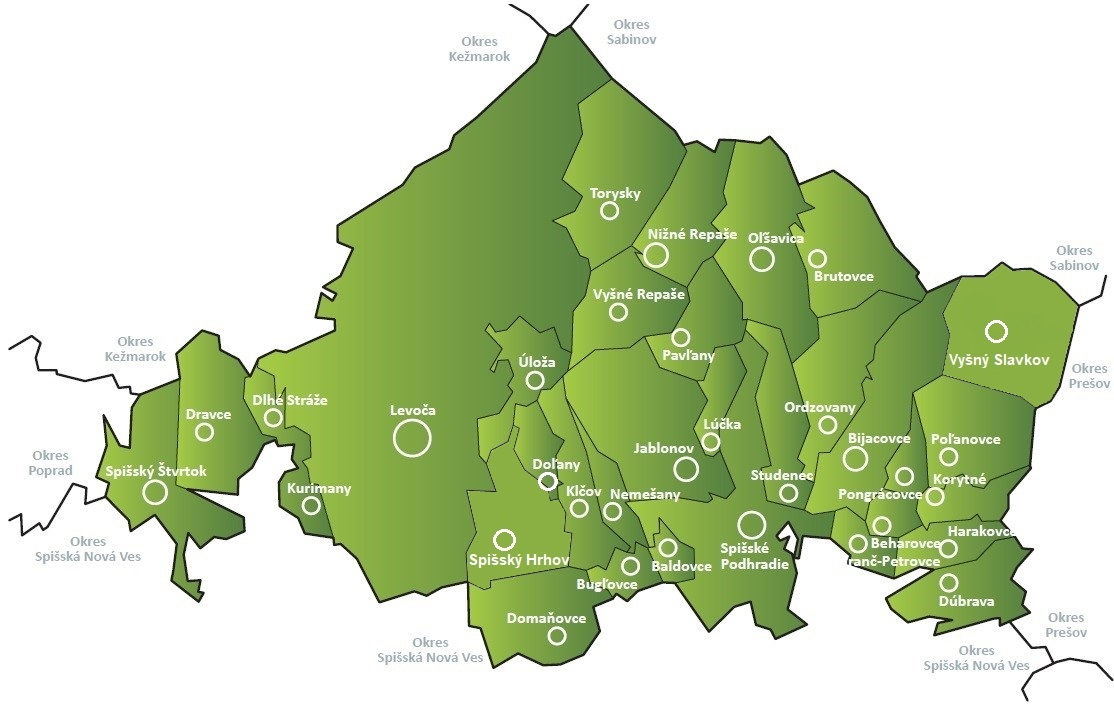 Okres
Sabinov
Okres
Kežmarok
Torysky
Nižné Repaše
Oľšavica
Brutovce
Okres
Sabinov
Vyšné Repaše
Okres
Kežmarok
Pavľany
Vyšný Slavkov
Úloža
Okres
Prešov
Dlhé Stráže
Dravce
Levoča
Ordzovany
Lúčka
Bijacovce
Poľanovce
Jablonov
Okres
Poprad
Spišský Štvrtok
Doľany
Studenec
Korytné
Kurimany
Klčov
Nemešany
Pongrácovce
Okres
Spišská Nová Ves
Harakovce
Beharovce
Spišské
Podhradie
Spišský Hrhov
Baldovce
ranč-Petrovce
Bugľovce
Dúbrava
Domaňovce
Okres
Prešov
Okres
Spišská Nová Ves
Okres
Spišská Nová Ves